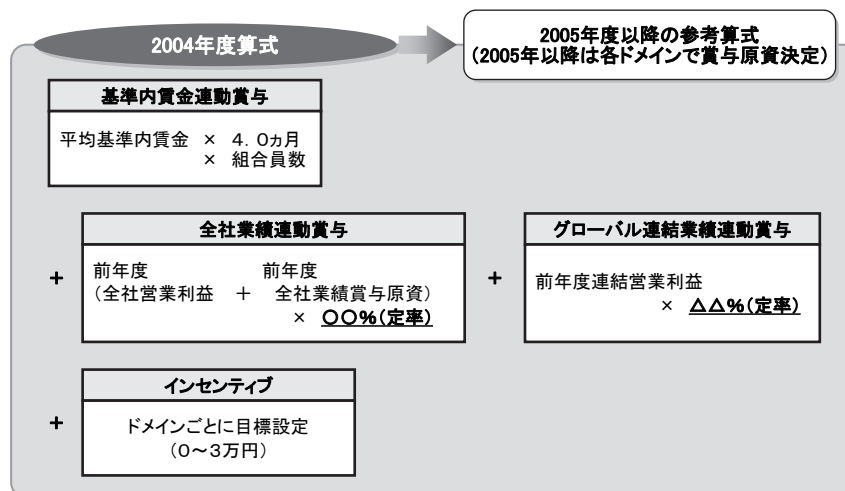 2004年度算式
2005年度以降の参考算式
(2005年以降は各ドメインで賞与原資決定)
基準内賃金連動賞与
平均基準内賃金 × 4.0ヵ月
× 組合員数
+
全社業績連動賞与
前年度 前年度
(全社営業利益 + 全社業績賞与原資)
× 〇〇%(定率)
+
グローバル連結業績連動賞与
前年度連結営業利益
× △△%(定率)
+
インセンティブ
ドメインごとに目標設定
(0～3万円)